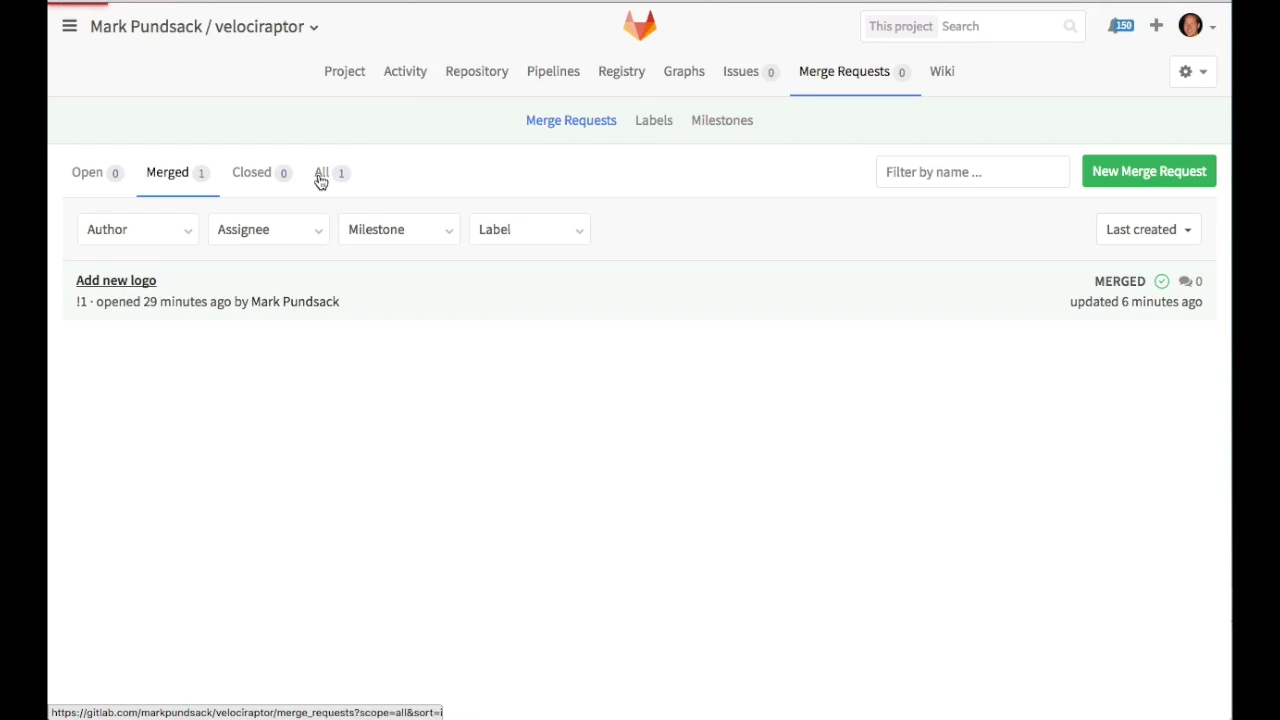 Mark Pundsack / velociraptor
This project Search
150
Project Activity Repository Pipelines Registry Graphs Issues 0 Merge Requests 0 Wiki
Merge Requests Labels Milestones
Open 0 Merged 1 Closed 0 All 1
Filter by name ...
New Merge Request
Author Assignee Milestone Label
Last created
Add new logo
MERGED 0
!1 · opened 29 minutes ago by Mark Pundsack
updated 6 minutes ago
https://gitlab.com/markpundsack/velociraptor/merge_requests?scope=all&sort=i